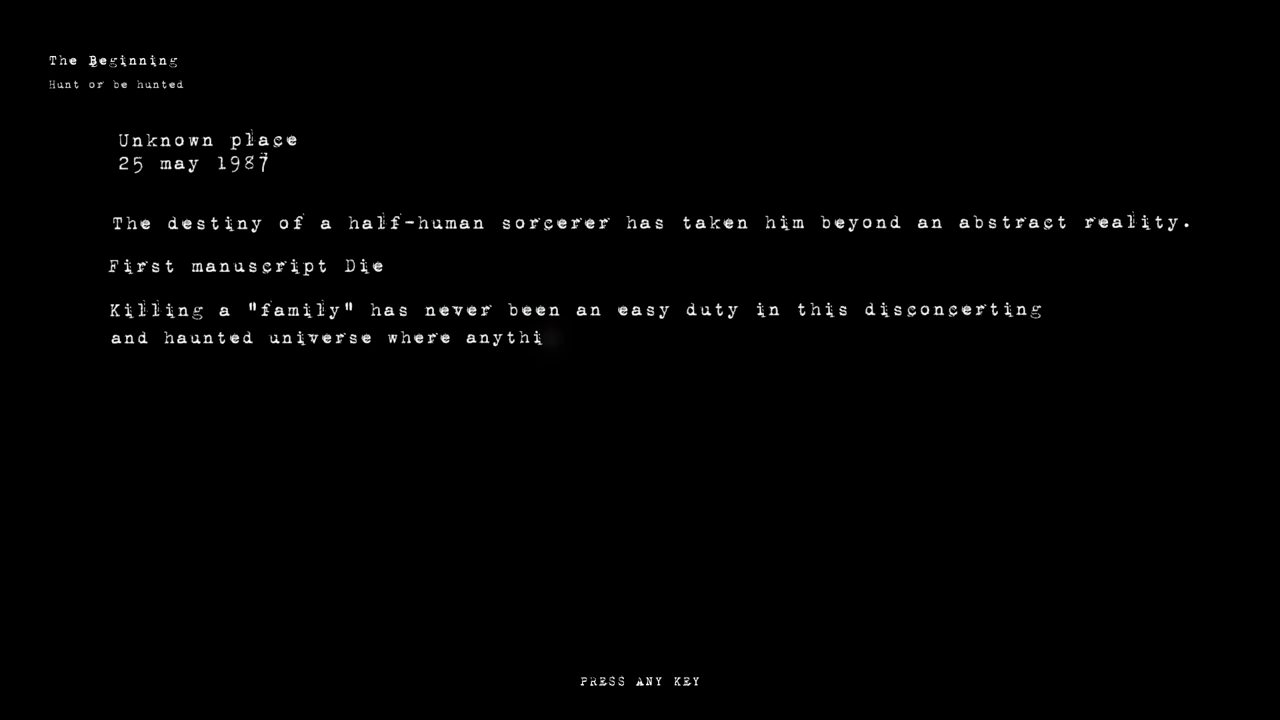 The Beginning
Hunt or be hunted
Unknown place
25 may 1987
The destiny of a half-human sorcerer has taken him beyond an abstract reality.
First manuscript Die
Killing a "family" has never been an easy duty in this disconcerting
and haunted universe where anythi
PRESS ANY KEY